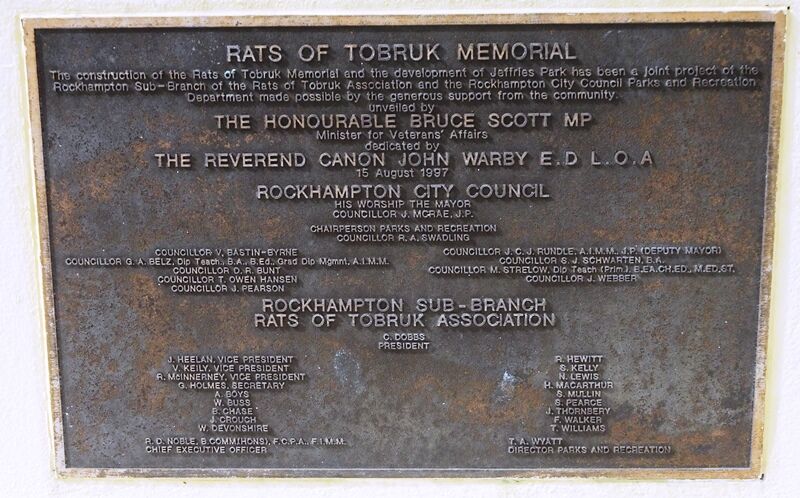 RATS OF TOBRUK MEMORIAL
The construction of the Rats of Tobruk Memorial and the development of Jeffries Park has been a joint project of the
Rockhampton Sub-Branch of the Rats of Tobruk Association and the Rockhampton City Council Parks and Recreation
Department made possible by the generous support from the community.
unveiled by
THE HONOURABLE BRUCE SCOTT MP
Minister for Veterans' Affairs
dedicated by
THE REVEREND CANON JOHN WARBY E.D L.O.A
15 August 1997
ROCKHAMPTON CITY COUNCIL
HIS WORSHIP THE MAYOR
COUNCILLOR J. MCRAE, J.P.
CHAIRPERSON PARKS AND RECREATION
COUNCILLOR R. A. SWADLING
COUNCILLOR V. BASTIN-BYRNE
COUNCILLOR G. A. BELZ, Dip Teach., B.A., B.Ed., Grad Dip Mgmnt, A.I.M.M.
COUNCILLOR D. R. BUNT
COUNCILLOR T. OWEN HANSEN
COUNCILLOR J. PEARSON
COUNCILLOR J. C. J. RUNDLE, A.I.M.M., J.P. (DEPUTY MAYOR)
COUNCILLOR S. J. SCHWARTEN, B.A.
COUNCILLOR M. STRELOW, Dip Teach (Prim.), B.EA.CH.ED., M.ED.ST.
COUNCILLOR J. WEBBER
ROCKHAMPTON SUB-BRANCH
RATS OF TOBRUK ASSOCIATION
C. DOBBS
PRESIDENT
J. HEELAN, VICE PRESIDENT
V. KEILY, VICE PRESIDENT
R. McINNERNEY, VICE PRESIDENT
G. HOLMES, SECRETARY
A. BOYS
W. BUSS
B. CHASE
J. CROUCH
W. DEVONSHIRE
R. HEWITT
S. KELLY
N. LEWIS
H. MACARTHUR
S. MULLIN
S. PEARCE
J. THORNBERY
F. WALKER
T. WILLIAMS
R. D. NOBLE, B.COMM(HONS), F.C.P.A., F.I.M.M.
CHIEF EXECUTIVE OFFICER
T. A. WYATT
DIRECTOR PARKS AND RECREATION